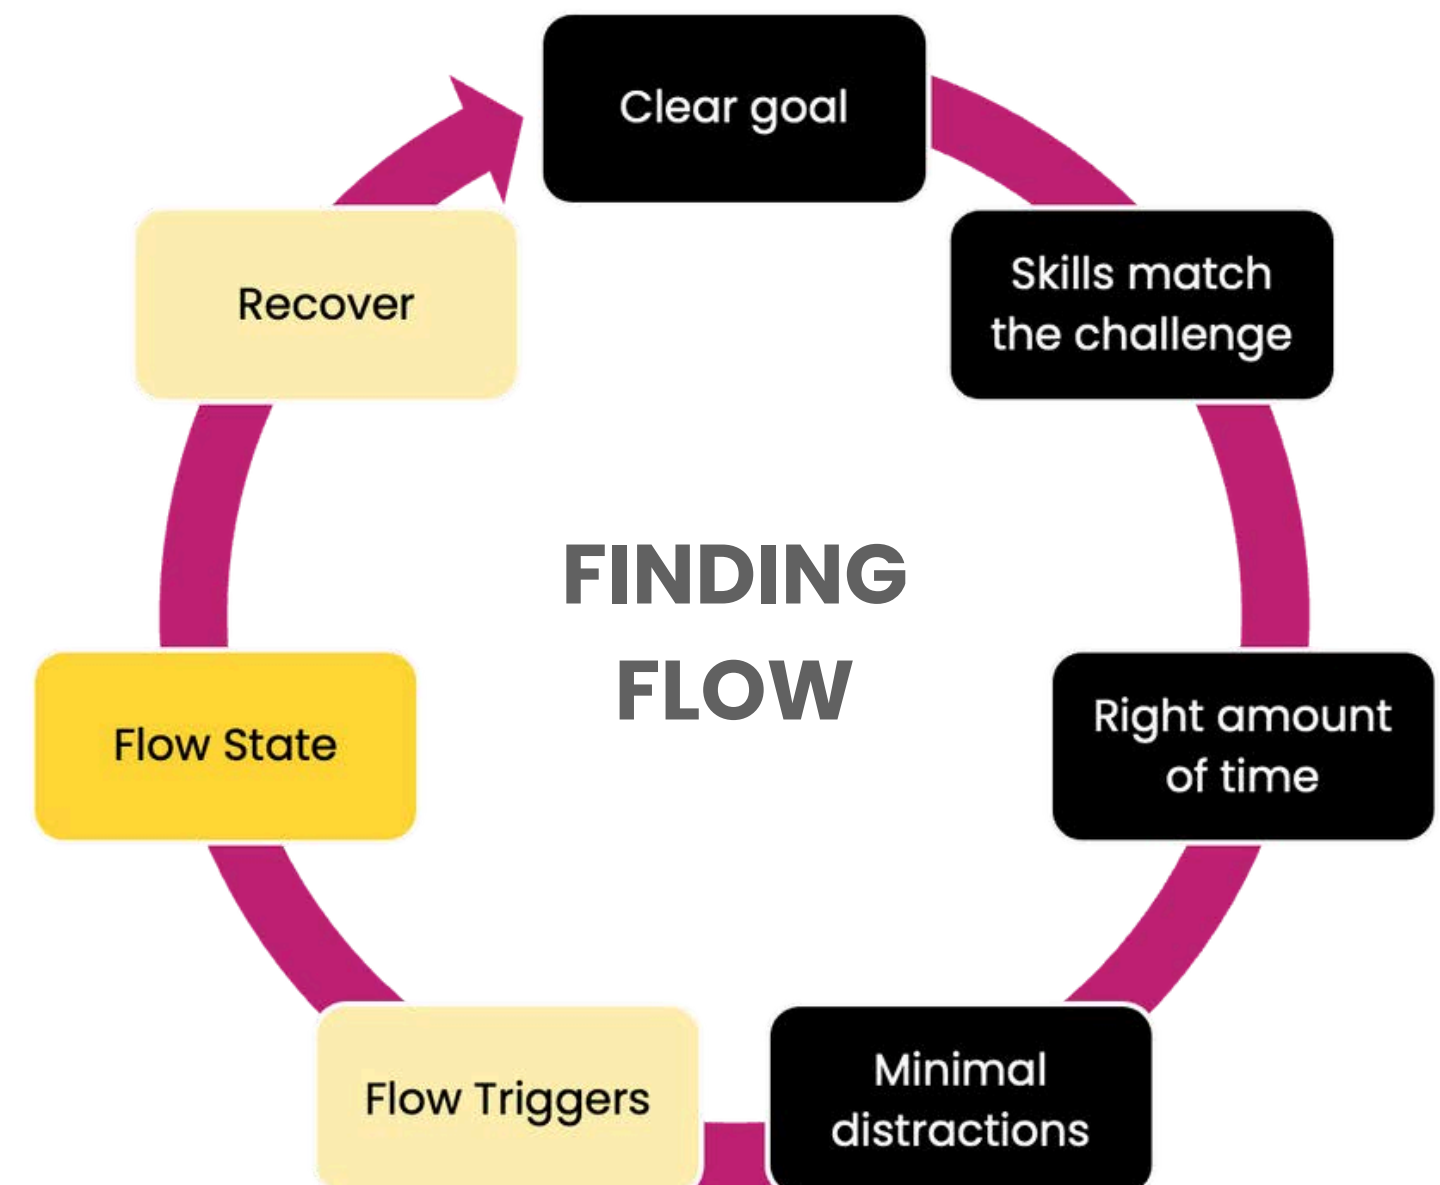 Clear goal
Skills match
the challenge
Right amount
of time
Minimal
distractions
Flow Triggers
Flow State
Recover
FINDING
FLOW